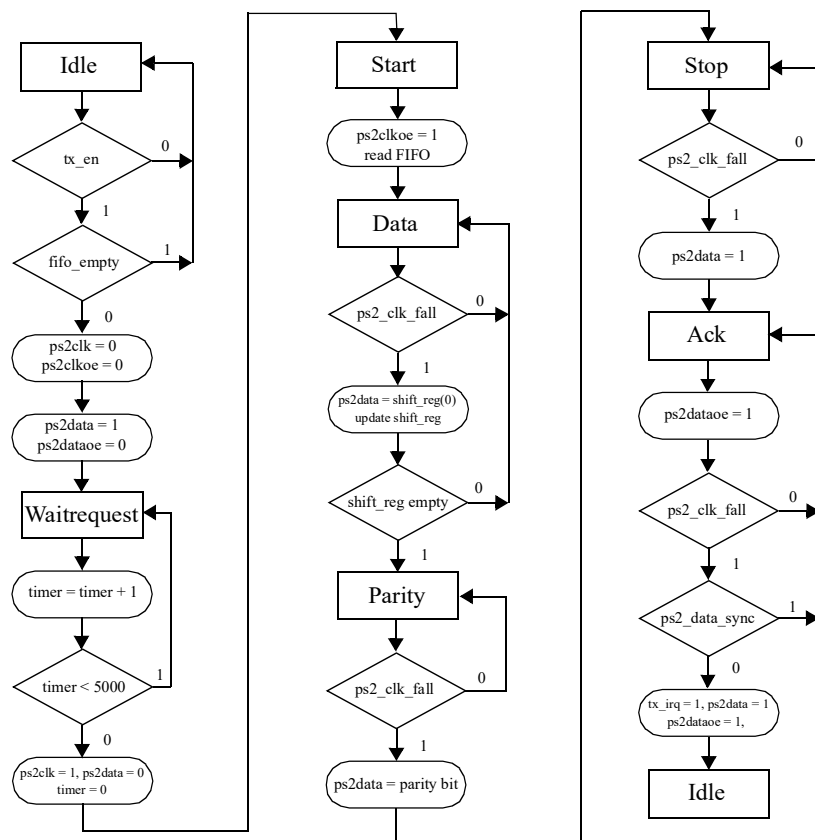 Idle
tx_en
0
1
fifo_empty
1
0
ps2clk = 0
ps2clkoe = 0
ps2data = 1
ps2dataoe = 0
Waitrequest
timer = timer + 1
timer < 5000
1
0
ps2clk = 1, ps2data = 0
timer = 0
Start
ps2clkoe = 1
read FIFO
Data
ps2_clk_fall
0
1
ps2data = shift_reg(0)
update shift_reg
shift_reg empty
0
1
Parity
ps2_clk_fall
0
1
ps2data = parity bit
Stop
ps2_clk_fall
0
1
ps2data = 1
Ack
ps2dataoe = 1
ps2_clk_fall
0
1
ps2_data_sync
1
0
tx_irq = 1, ps2data = 1
ps2dataoe = 1,
Idle